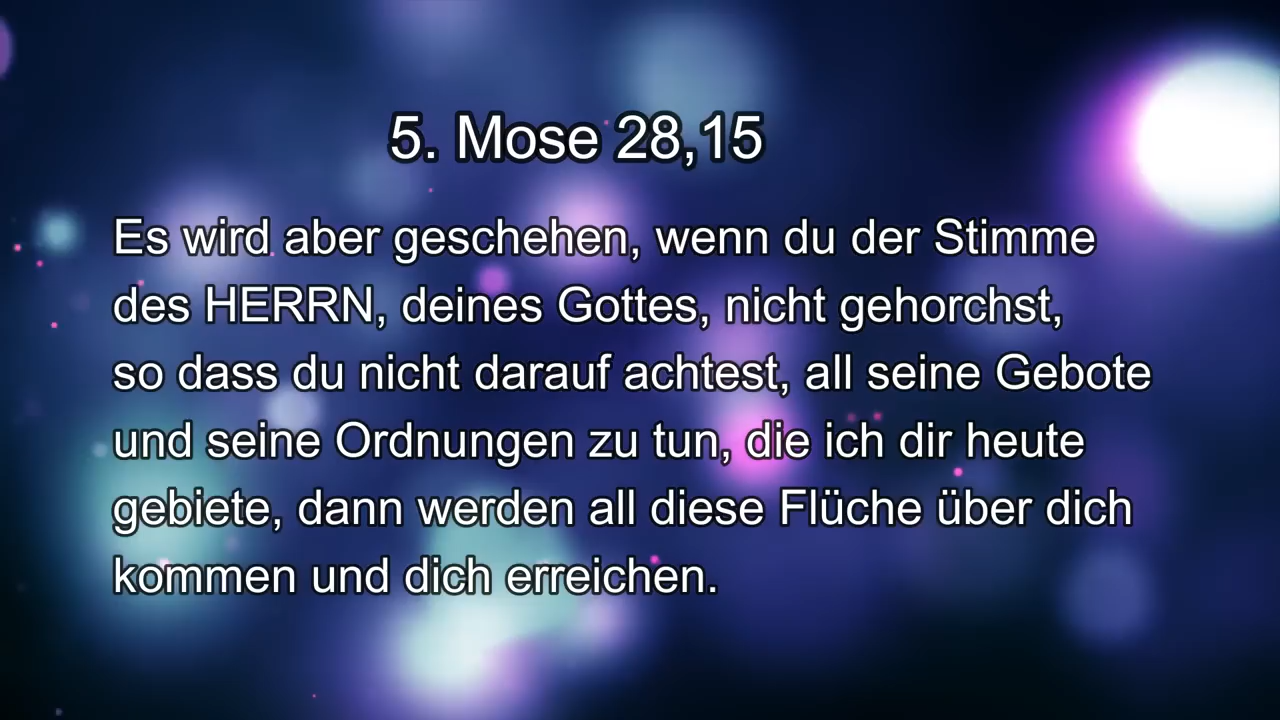 5. Mose 28,15
Es wird aber geschehen, wenn du der Stimme
des HERRN, deines Gottes, nicht gehorchst,
so dass du nicht darauf achtest, all seine Gebote
und seine Ordnungen zu tun, die ich dir heute
gebiete, dann werden all diese Flüche über dich
kommen und dich erreichen.